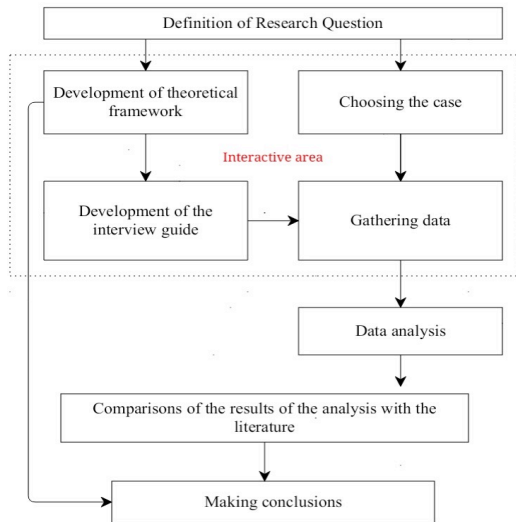 Definition of Research Question
Development of theoretical
framework
Choosing the case
Interactive area
Development of the
interview guide
Gathering data
Data analysis
Comparisons of the results of the analysis with the
literature
Making conclusions